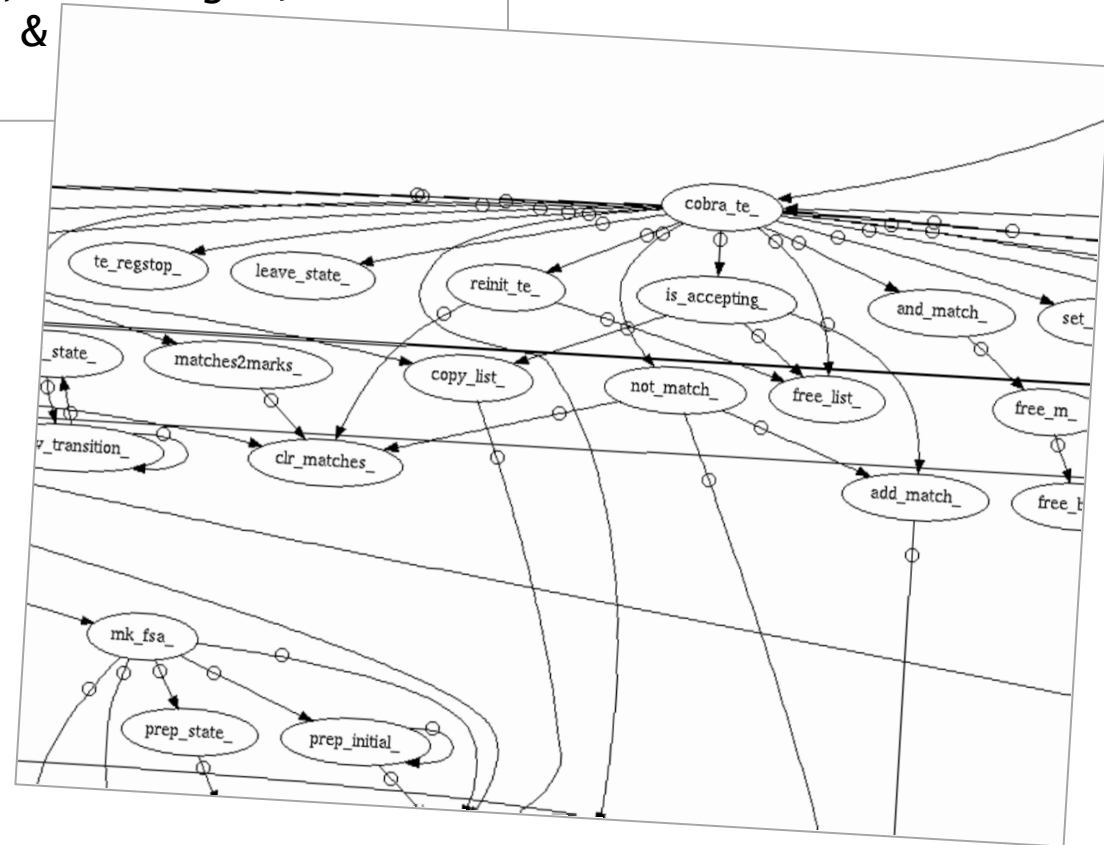 &
cobra_te_
te_regstop_
leave_state_
reinit_te_
is_accepting_
and_match_
set_
_state_
matches2marks_
copy_list_
not_match_
free_list_
free_m_
_transition_
clr_matches_
add_match_
free_
mk_fsa_
prep_state_
prep_initial_